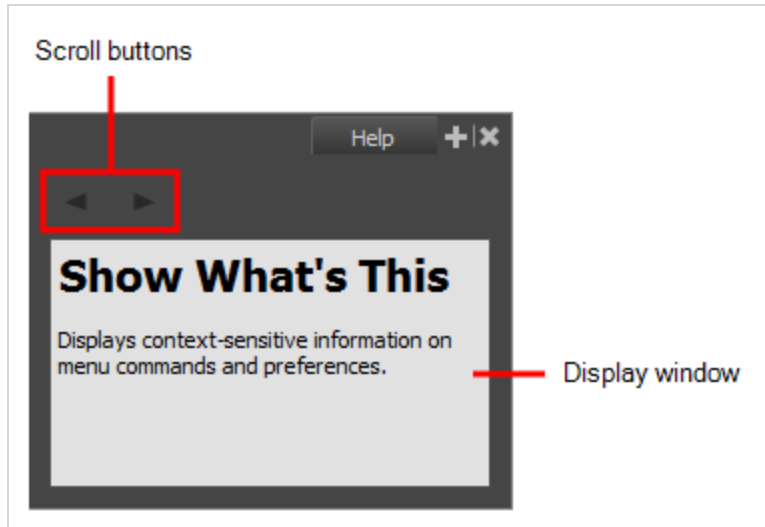 Scroll buttons
Help
Show What's This
Displays context-sensitive information on
menu commands and preferences.
Display window